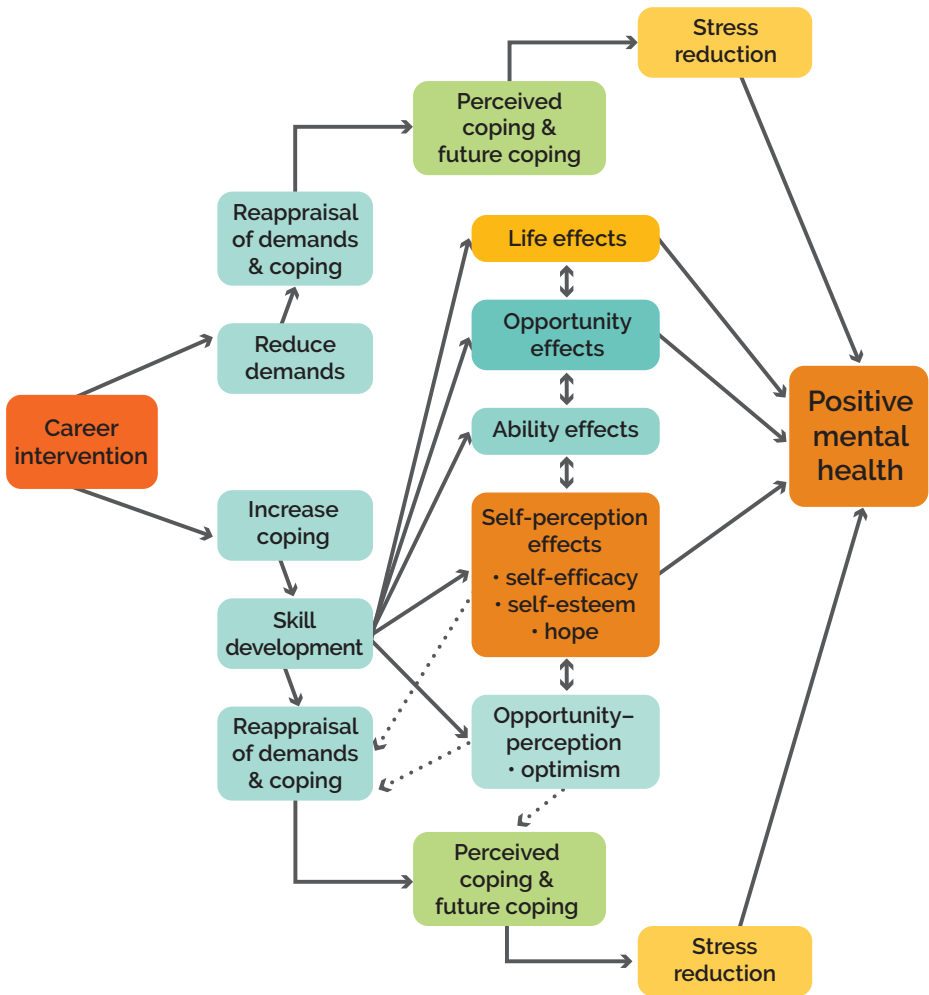 Stress
reduction
Perceived
coping &
future coping
Reappraisal
of demands
& coping
Life effects
Opportunity
effects
Reduce
demands
Ability effects
Career
intervention
Positive
mental
health
Increase
coping
Self-perception
effects
• self-efficacy
• self-esteem
• hope
Skill
development
Reappraisal
of demands
& coping
Opportunity–
perception
• optimism
Perceived
coping &
future coping
Stress
reduction